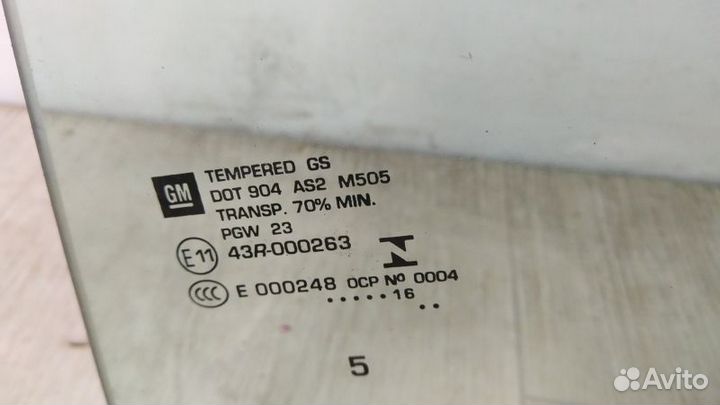 GM
TEMPERED GS
DOT 904 AS2 M505
TRANSP. 70% MIN.
PGW 23
E11 43R-000263
CCC E 000248 OCP Nº 0004
.....16
..
5
Avito